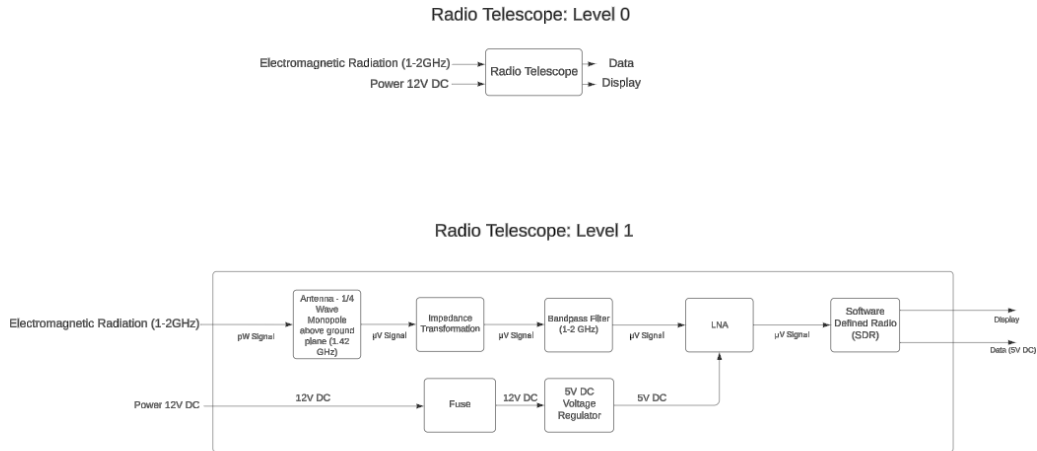 Radio Telescope: Level 0
Electromagnetic Radiation (1-2GHz)
Power 12V DC
Radio Telescope
Data
Display
Radio Telescope: Level 1
Electromagnetic Radiation (1-2GHz)
pW Signal
Antenna - 1/4
Wave
Monopole
above ground
plane (1.42
GHz)
μV Signal
Impedance
Transformation
μV Signal
Bandpass Filter
(1-2 GHz)
μV Signal
LNA
μV Signal
Software
Defined Radio
(SDR)
Display
Data (5V DC)
Power 12V DC
12V DC
Fuse
12V DC
5V DC
Voltage
Regulator
5V DC